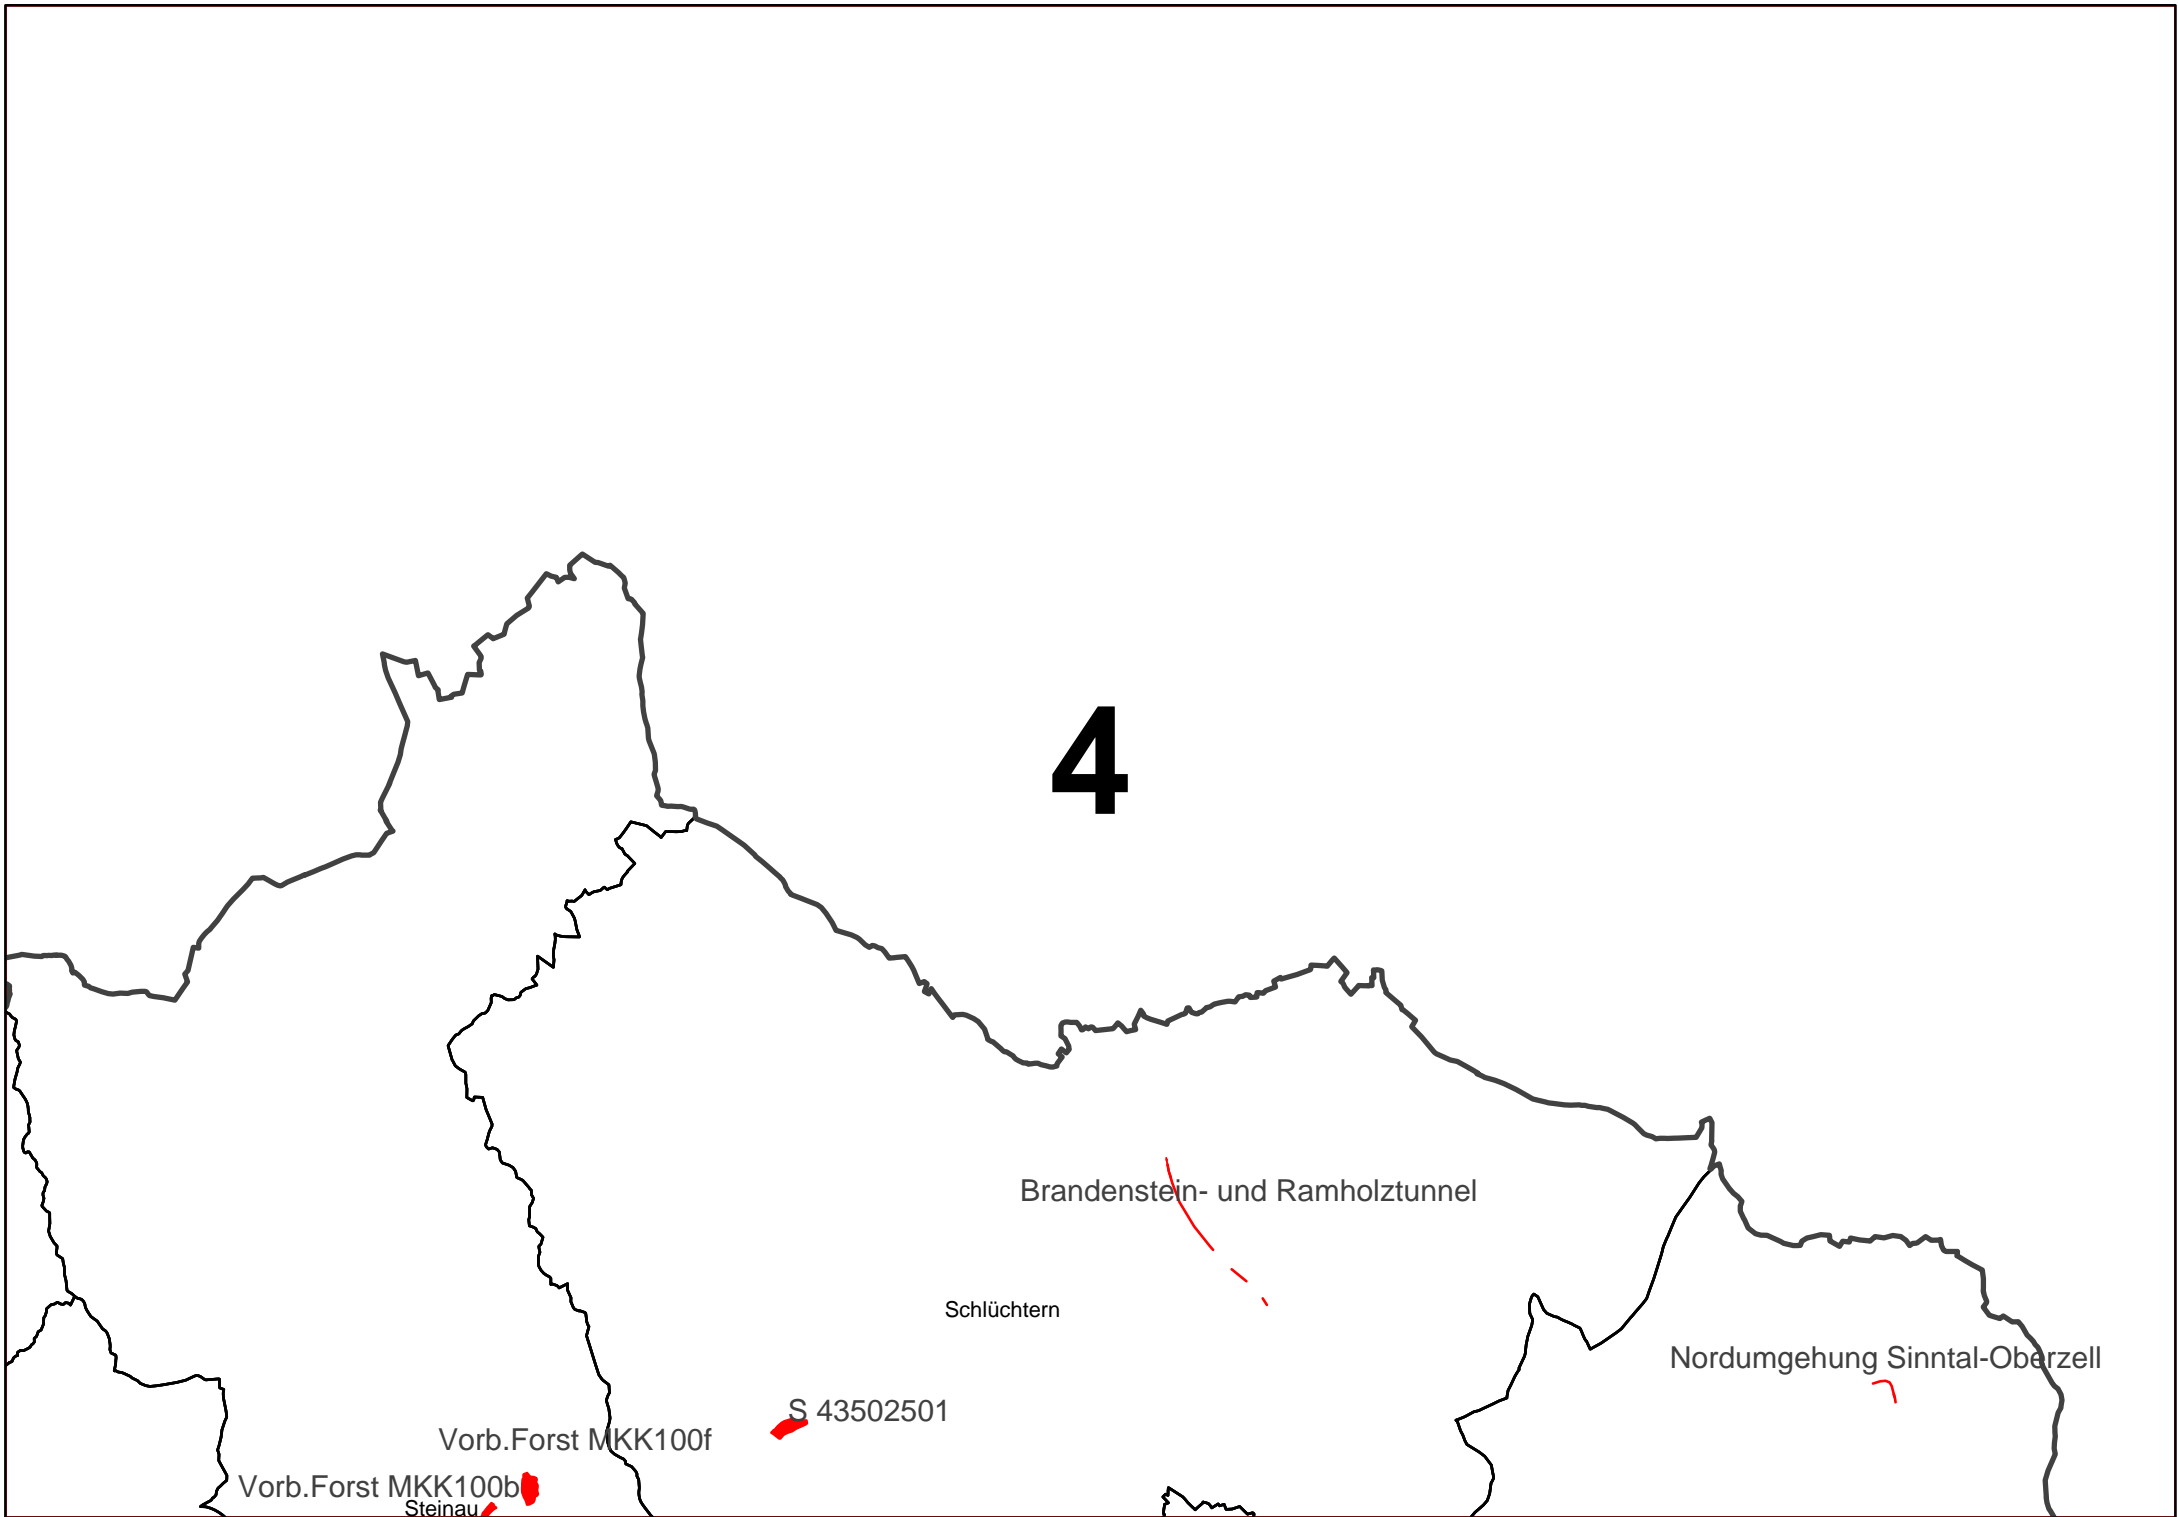 4
Brandenstein- und Ramholztunnel
Schlüchtern
Nordumgehung Sinntal-Oberzell
S 43502501
Vorb.Forst MKK100f
Vorb.Forst MKK100b
Steinau